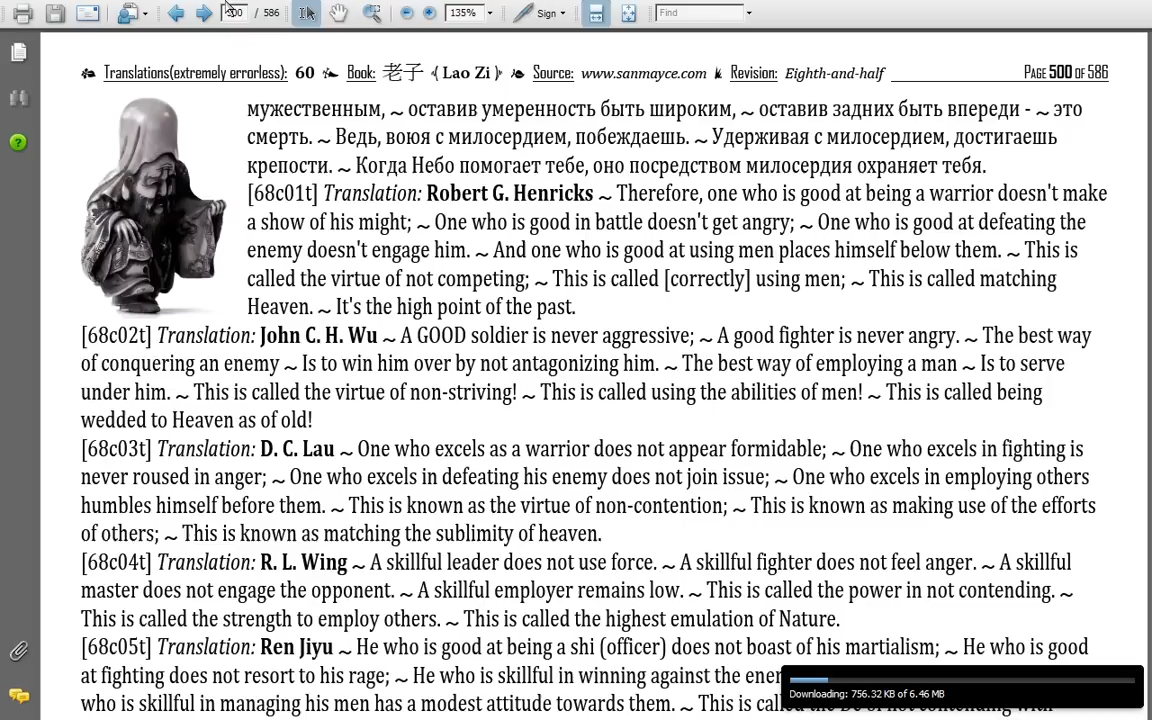 / 586 135% Sign Find
Translations(extremely errorless): 60 Book: 老子 ⟨Lao Zi⟩ Source: www.sanmayce.com Revision: Eighth-and-half PAGE 500 OF 586
мужественным, ~ оставив умеренность быть широким, ~ оставив задних быть впереди - ~ это
смерть. ~ Ведь, воюя с милосердием, побеждаешь. ~ Удерживая с милосердием, достигаешь
крепости. ~ Когда Небо помогает тебе, оно посредством милосердия охраняет тебя.
[68c01t] Translation: Robert G. Henricks ~ Therefore, one who is good at being a warrior doesn't make
a show of his might; ~ One who is good in battle doesn't get angry; ~ One who is good at defeating the
enemy doesn't engage him. ~ And one who is good at using men places himself below them. ~ This is
called the virtue of not competing; ~ This is called [correctly] using men; ~ This is called matching
Heaven. ~ It's the high point of the past.
[68c02t] Translation: John C. H. Wu ~ A GOOD soldier is never aggressive; ~ A good fighter is never angry. ~ The best way
of conquering an enemy ~ Is to win him over by not antagonizing him. ~ The best way of employing a man ~ Is to serve
under him. ~ This is called the virtue of non-striving! ~ This is called using the abilities of men! ~ This is called being
wedded to Heaven as of old!
[68c03t] Translation: D. C. Lau ~ One who excels as a warrior does not appear formidable; ~ One who excels in fighting is
never roused in anger; ~ One who excels in defeating his enemy does not join issue; ~ One who excels in employing others
humbles himself before them. ~ This is known as the virtue of non-contention; ~ This is known as making use of the efforts
of others; ~ This is known as matching the sublimity of heaven.
[68c04t] Translation: R. L. Wing ~ A skillful leader does not use force. ~ A skillful fighter does not feel anger. ~ A skillful
master does not engage the opponent. ~ A skillful employer remains low. ~ This is called the power in not contending. ~
This is called the strength to employ others. ~ This is called the highest emulation of Nature.
[68c05t] Translation: Ren Jiyu ~ He who is good at being a shi (officer) does not boast of his martialism; ~ He who is good
at fighting does not resort to his rage; ~ He who is skillful in winning against the
who is skillful in managing his men has a modest attitude towards them. ~ This is
Downloading: 756.32 KB of 6.46 MB